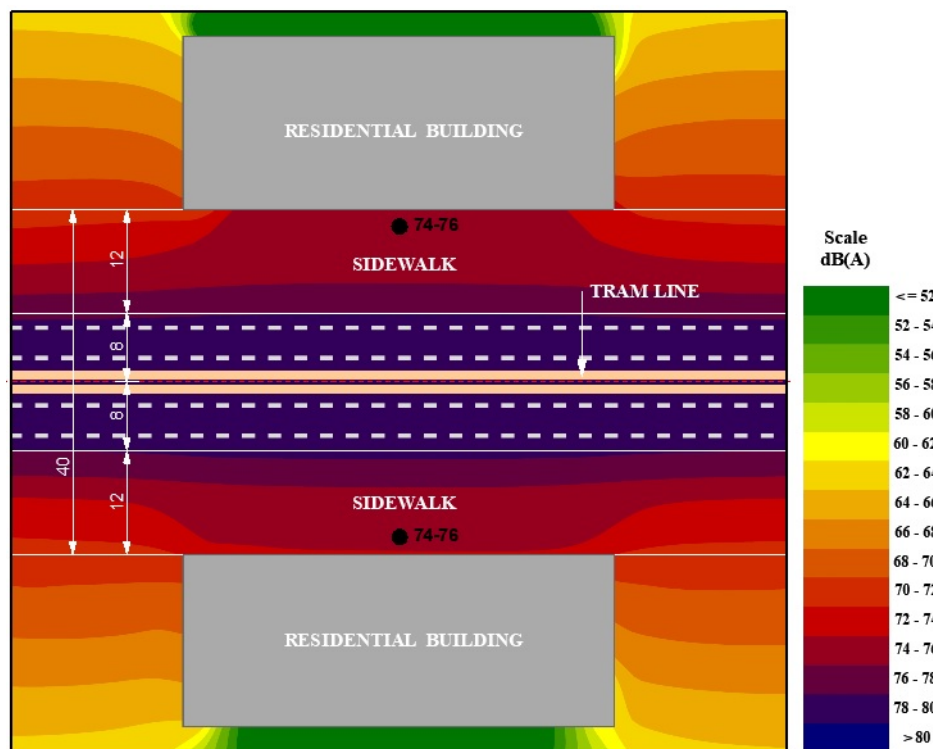 RESIDENTIAL BUILDING
74-76
SIDEWALK
12
TRAM LINE
8
8
40
12
SIDEWALK
74-76
RESIDENTIAL BUILDING
Scale
dB(A)
<= 52
52 - 54
54 - 56
56 - 58
58 - 60
60 - 62
62 - 64
64 - 66
66 - 68
68 - 70
70 - 72
72 - 74
74 - 76
76 - 78
78 - 80
>80